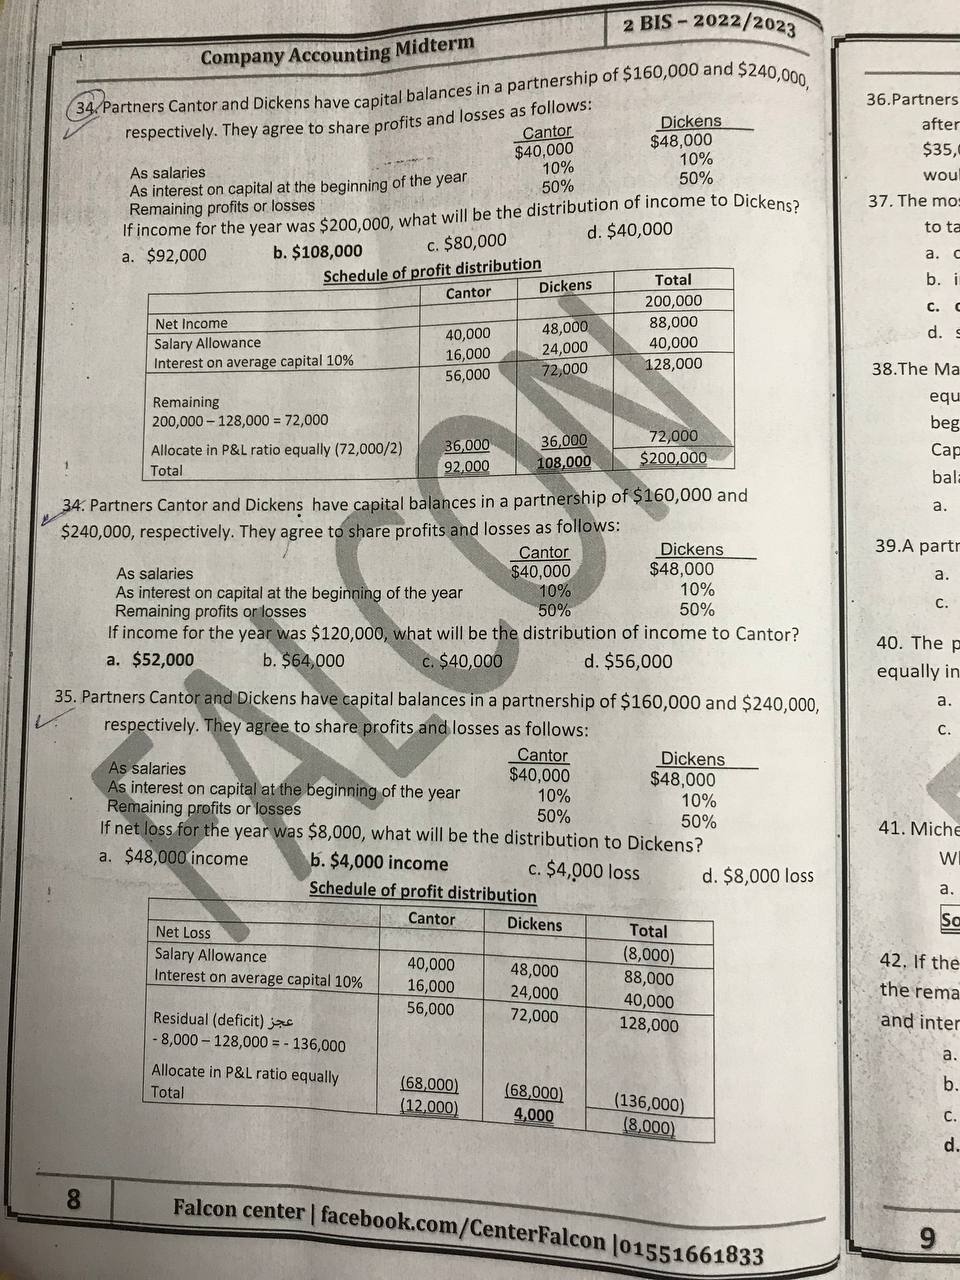 2 BIS – 2022/2023
Company Accounting Midterm
34. Partners Cantor and Dickens have capital balances in a partnership of $160,000 and $240,000,
respectively. They agree to share profits and losses as follows:
Cantor Dickens
As salaries $40,000 $48,000
As interest on capital at the beginning of the year 10% 10%
Remaining profits or losses 50% 50%
If income for the year was $200,000, what will be the distribution of income to Dickens?
a. $92,000 b. $108,000 c. $80,000 d. $40,000
Schedule of profit distribution
Cantor Dickens Total
Net Income 200,000
Salary Allowance 40,000 48,000 88,000
Interest on average capital 10% 16,000 24,000 40,000
56,000 72,000 128,000
Remaining
200,000 – 128,000 = 72,000
Allocate in P&L ratio equally (72,000/2) 36,000 36,000 72,000
Total 92,000 108,000 $200,000
34. Partners Cantor and Dickens have capital balances in a partnership of $160,000 and
$240,000, respectively. They agree to share profits and losses as follows:
Cantor Dickens
As salaries $40,000 $48,000
As interest on capital at the beginning of the year 10% 10%
Remaining profits or losses 50% 50%
If income for the year was $120,000, what will be the distribution of income to Cantor?
a. $52,000 b. $64,000 c. $40,000 d. $56,000
35. Partners Cantor and Dickens have capital balances in a partnership of $160,000 and $240,000,
respectively. They agree to share profits and losses as follows:
Cantor Dickens
As salaries $40,000 $48,000
As interest on capital at the beginning of the year 10% 10%
Remaining profits or losses 50% 50%
If net loss for the year was $8,000, what will be the distribution to Dickens?
a. $48,000 income b. $4,000 income c. $4,000 loss d. $8,000 loss
Schedule of profit distribution
Cantor Dickens Total
Net Loss (8,000)
Salary Allowance 40,000 48,000 88,000
Interest on average capital 10% 16,000 24,000 40,000
56,000 72,000 128,000
Residual (deficit) عجز
- 8,000 – 128,000 = - 136,000
Allocate in P&L ratio equally (68,000) (68,000) (136,000)
Total (12,000) 4,000 (8,000)
FALCON
8 Falcon center | facebook.com/CenterFalcon |01551661833
36.Partners
after
$35,
37. The
to ta
a.
b.
c.
d.
38.The Ma
equ
beg
Cap
a.
39.A
a.
c.
40. The
equally in
a.
c.
41. Miche
a.
42. If the
the rema
and inter
a.
b.
c.
d.
9